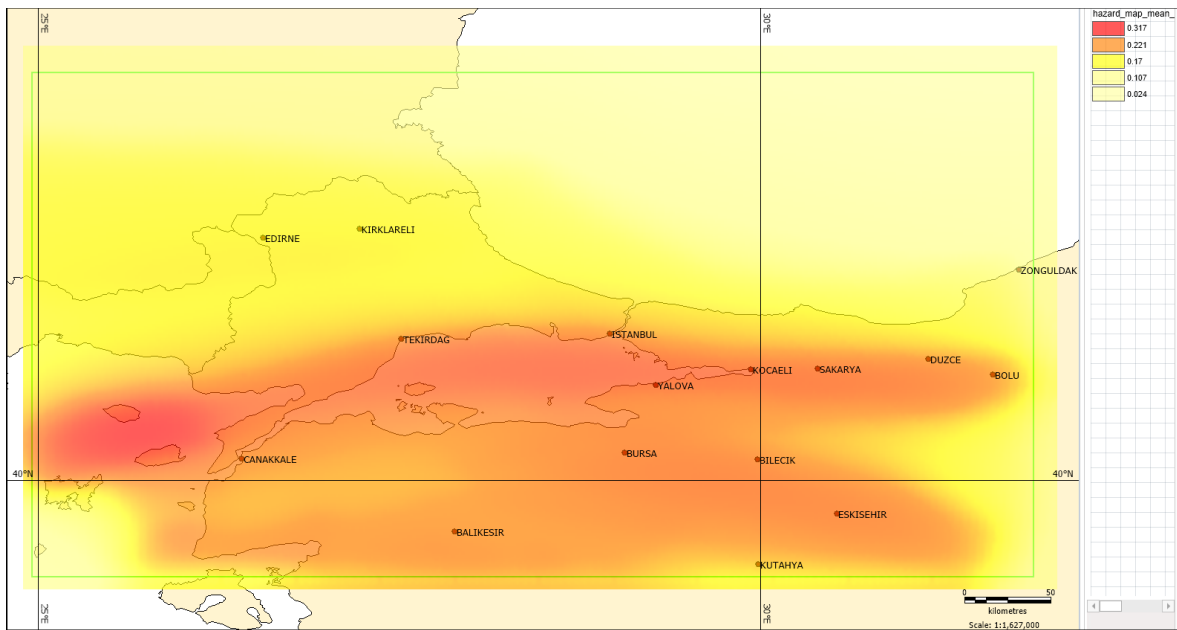 25°E
30°E
hazard_map_mean_
0.317
0.221
0.17
0.107
0.024
KIRKLARELI
EDIRNE
ZONGULDAK
ISTANBUL
TEKIRDAG
DUZCE
KOCAELI
SAKARYA
BOLU
YALOVA
BURSA
CANAKKALE
BILECIK
40°N
40°N
ESKISEHIR
BALIKESIR
KUTAHYA
0
50
kilometres
25°E
30°E
Scale: 1:1,627,000